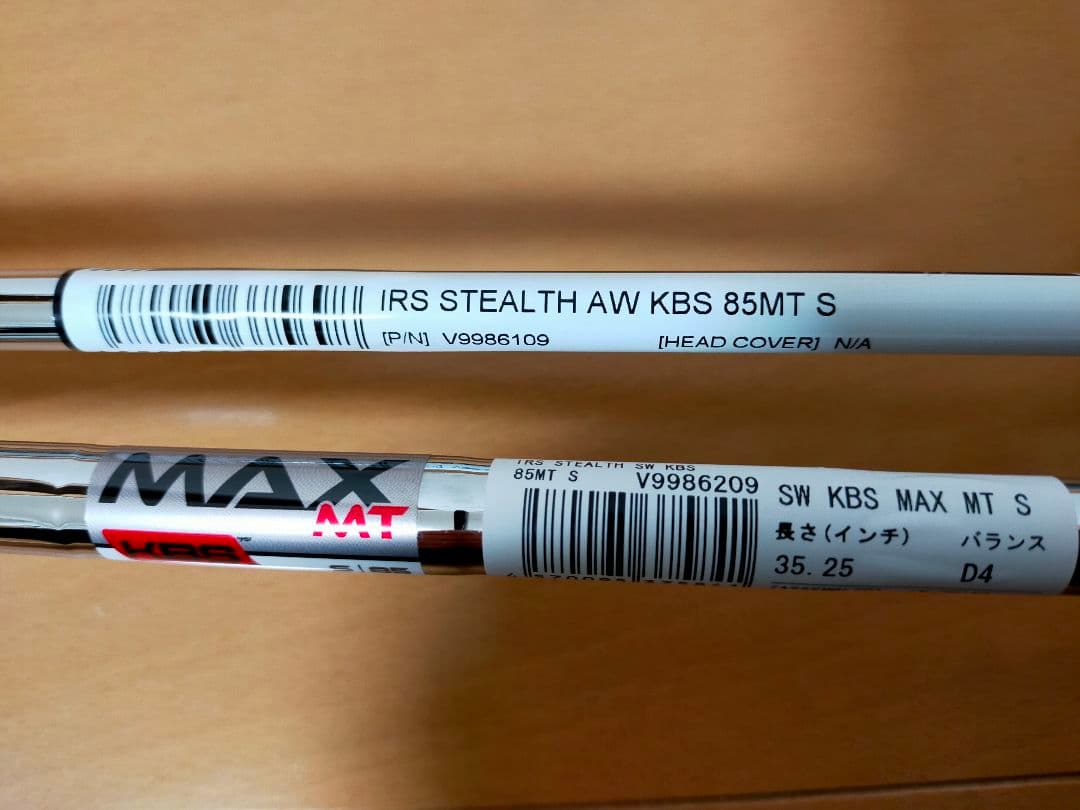 IRS STEALTH AW KBS 85MT S
[P/N] V9986109 [HEAD COVER] N/A
MAX
MT
KBS
S|85
IRS STEALTH SW KBS
85MT S V9986209
SW KBS MAX MT S
長さ(インチ) バランス
35.25 D4